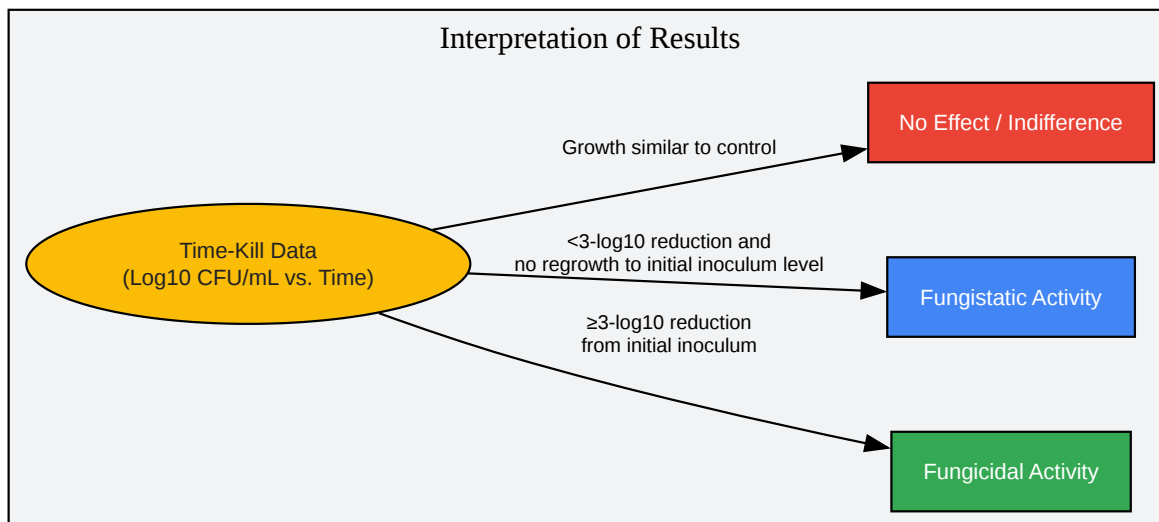 Interpretation of Results
No Effect / Indifference
Growth similar to control
Time-Kill Data
(Log10 CFU/mL vs. Time)
<3-log10 reduction and
no regrowth to initial inoculum level
Fungistatic Activity
≥3-log10 reduction
from initial inoculum
Fungicidal Activity